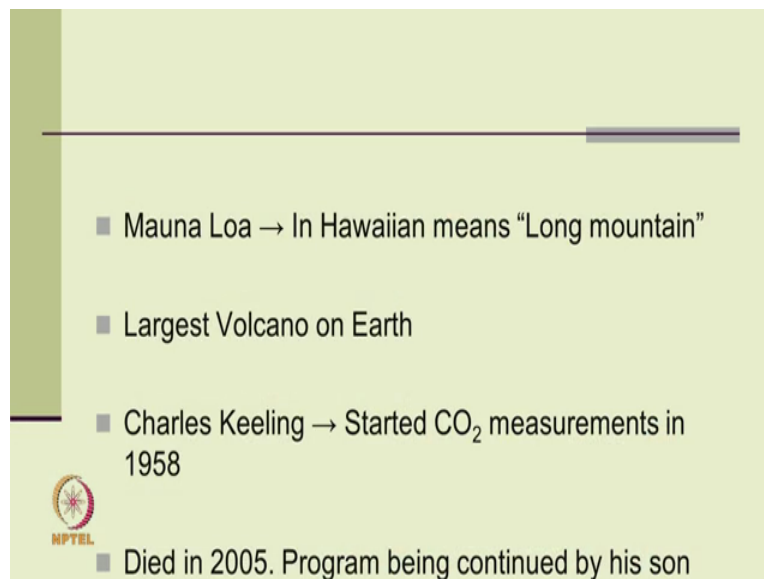 Mauna Loa → In Hawaiian means “Long mountain”
Largest Volcano on Earth
Charles Keeling → Started CO₂ measurements in
1958
NPTEL
Died in 2005. Program being continued by his son